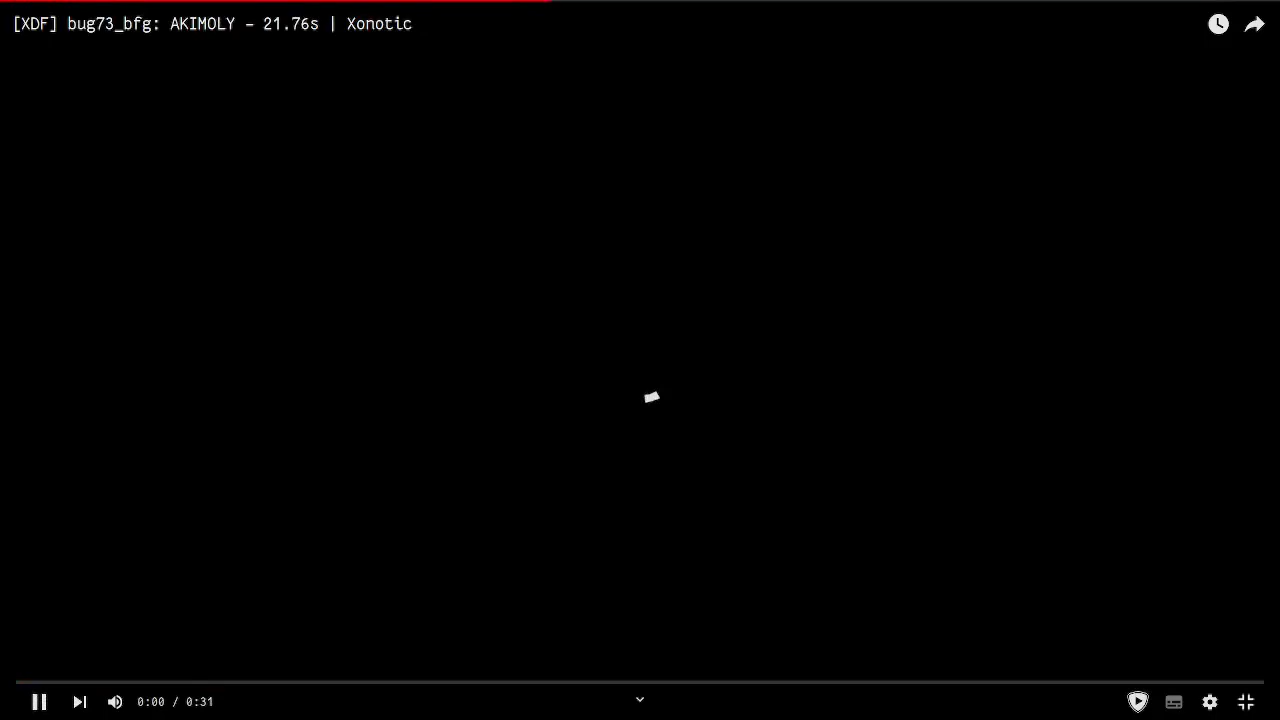 [XDF] bug73_bfg: AKIMOLY – 21.76s | Xonotic
0:00 / 0:31